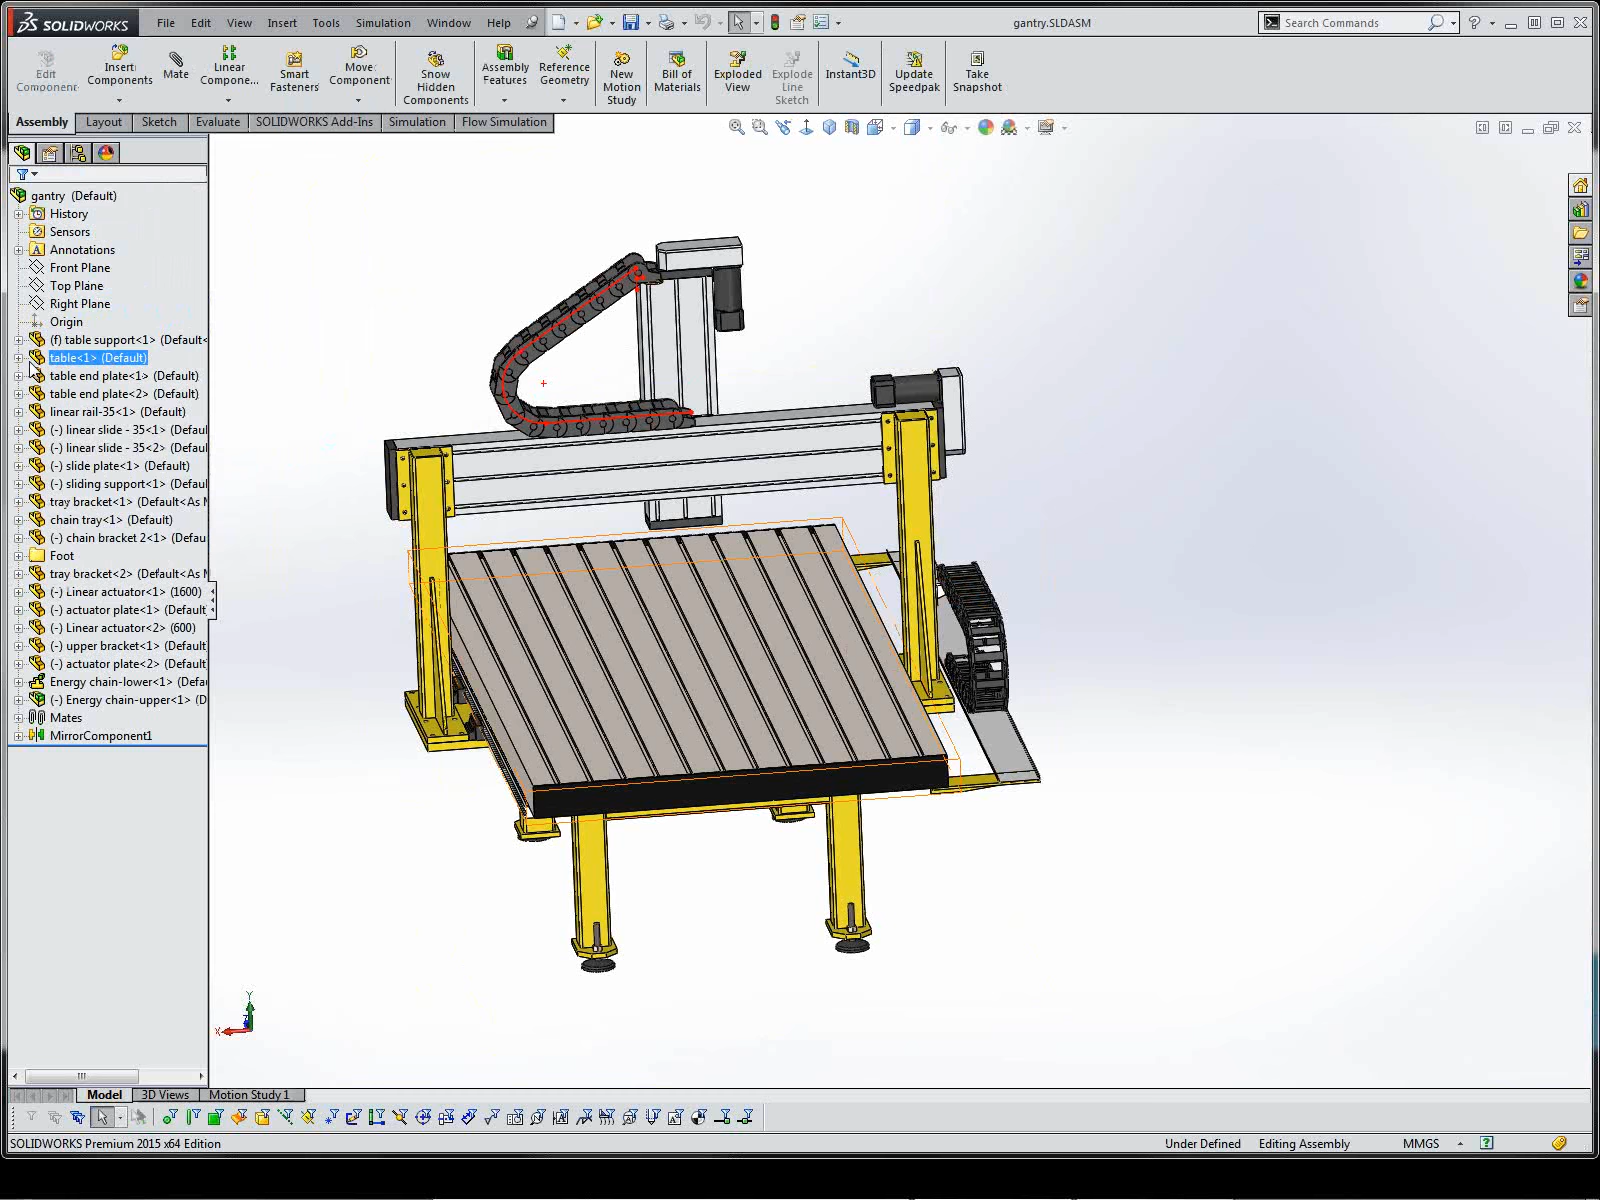 SOLIDWORKS File Edit View Insert Tools Simulation Window Help gantry.SLDASM Search Commands
Edit Component
Insert Components
Mate
Linear Compone...
Smart Fasteners
Move Component
Show Hidden Components
Assembly Features
Reference Geometry
New Motion Study
Bill of Materials
Exploded View
Explode Line Sketch
Instant3D
Update Speedpak
Take Snapshot
Assembly Layout Sketch Evaluate SOLIDWORKS Add-Ins Simulation Flow Simulation
gantry (Default)
History
Sensors
Annotations
Front Plane
Top Plane
Right Plane
Origin
(f) table support<1> (Default<
table<1> (Default)
table end plate<1> (Default)
table end plate<2> (Default)
linear rail-35<1> (Default)
(-) linear slide - 35<1> (Defaul
(-) linear slide - 35<2> (Defaul
(-) slide plate<1> (Default)
(-) sliding support<1> (Default)
tray bracket<1> (Default<As M
chain tray<1> (Default)
(-) chain bracket 2<1> (Defau
Foot
tray bracket<2> (Default<As M
(-) Linear actuator<1> (1600)
(-) actuator plate<1> (Default
(-) Linear actuator<2> (600)
(-) upper bracket<1> (Default)
(-) actuator plate<2> (Default
Energy chain-lower<1> (Defau
(-) Energy chain-upper<1> (D
Mates
MirrorComponent1
Y
Z
X
Model 3D Views Motion Study 1
SOLIDWORKS Premium 2015 x64 Edition Under Defined Editing Assembly MMGS